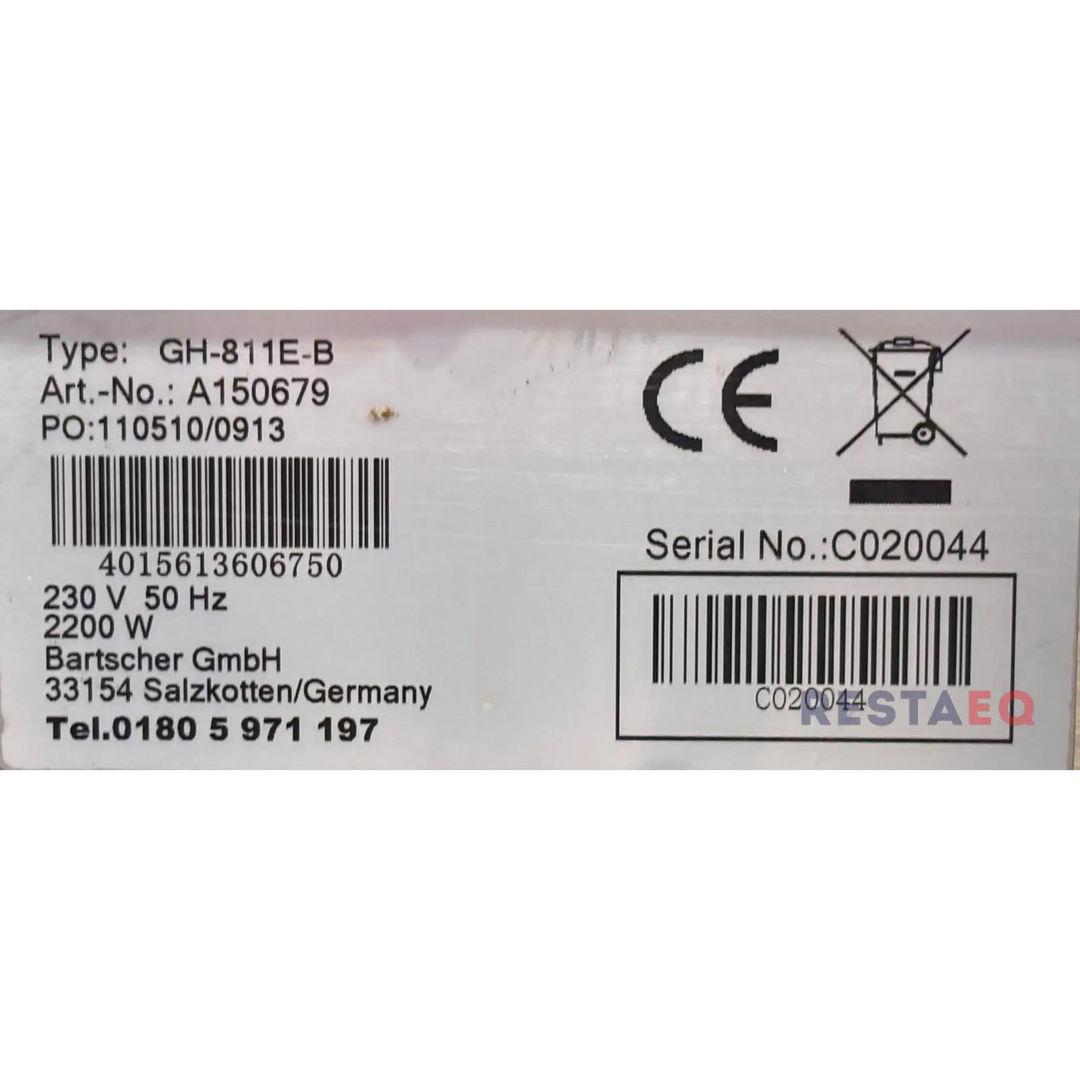 Type: GH-811E-B
Art.-No.: A150679
PO:110510/0913
4015613606750
230 V 50 Hz
2200 W
Bartscher GmbH
33154 Salzkotten/Germany
Tel.0180 5 971 197
CE
Serial No.:C020044
C020044
RESTAEQ